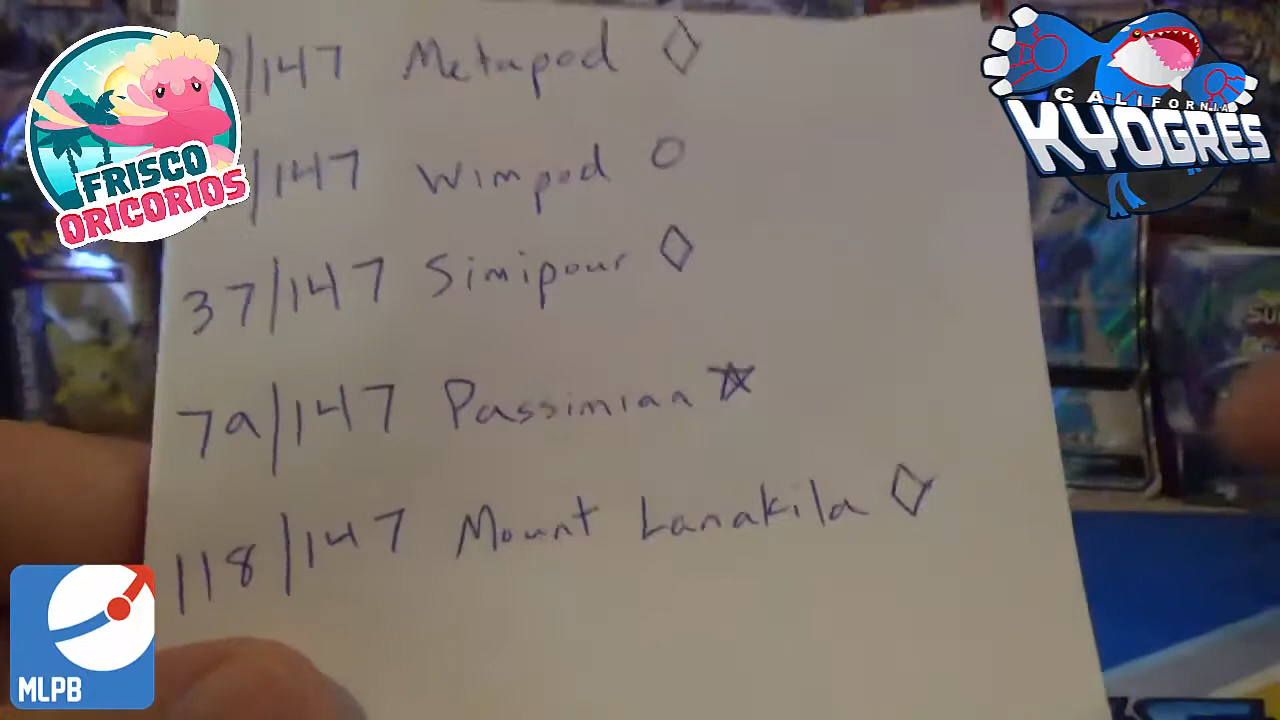 /147 Metapod ◇
/147 Wimpod ○
37/147 Simipour ◇
79/147 Passimian ☆
118/147 Mount Lanakila ◇
FRISCO
ORICORIOS
CALIFORNIA
KYOGRES
MLPB